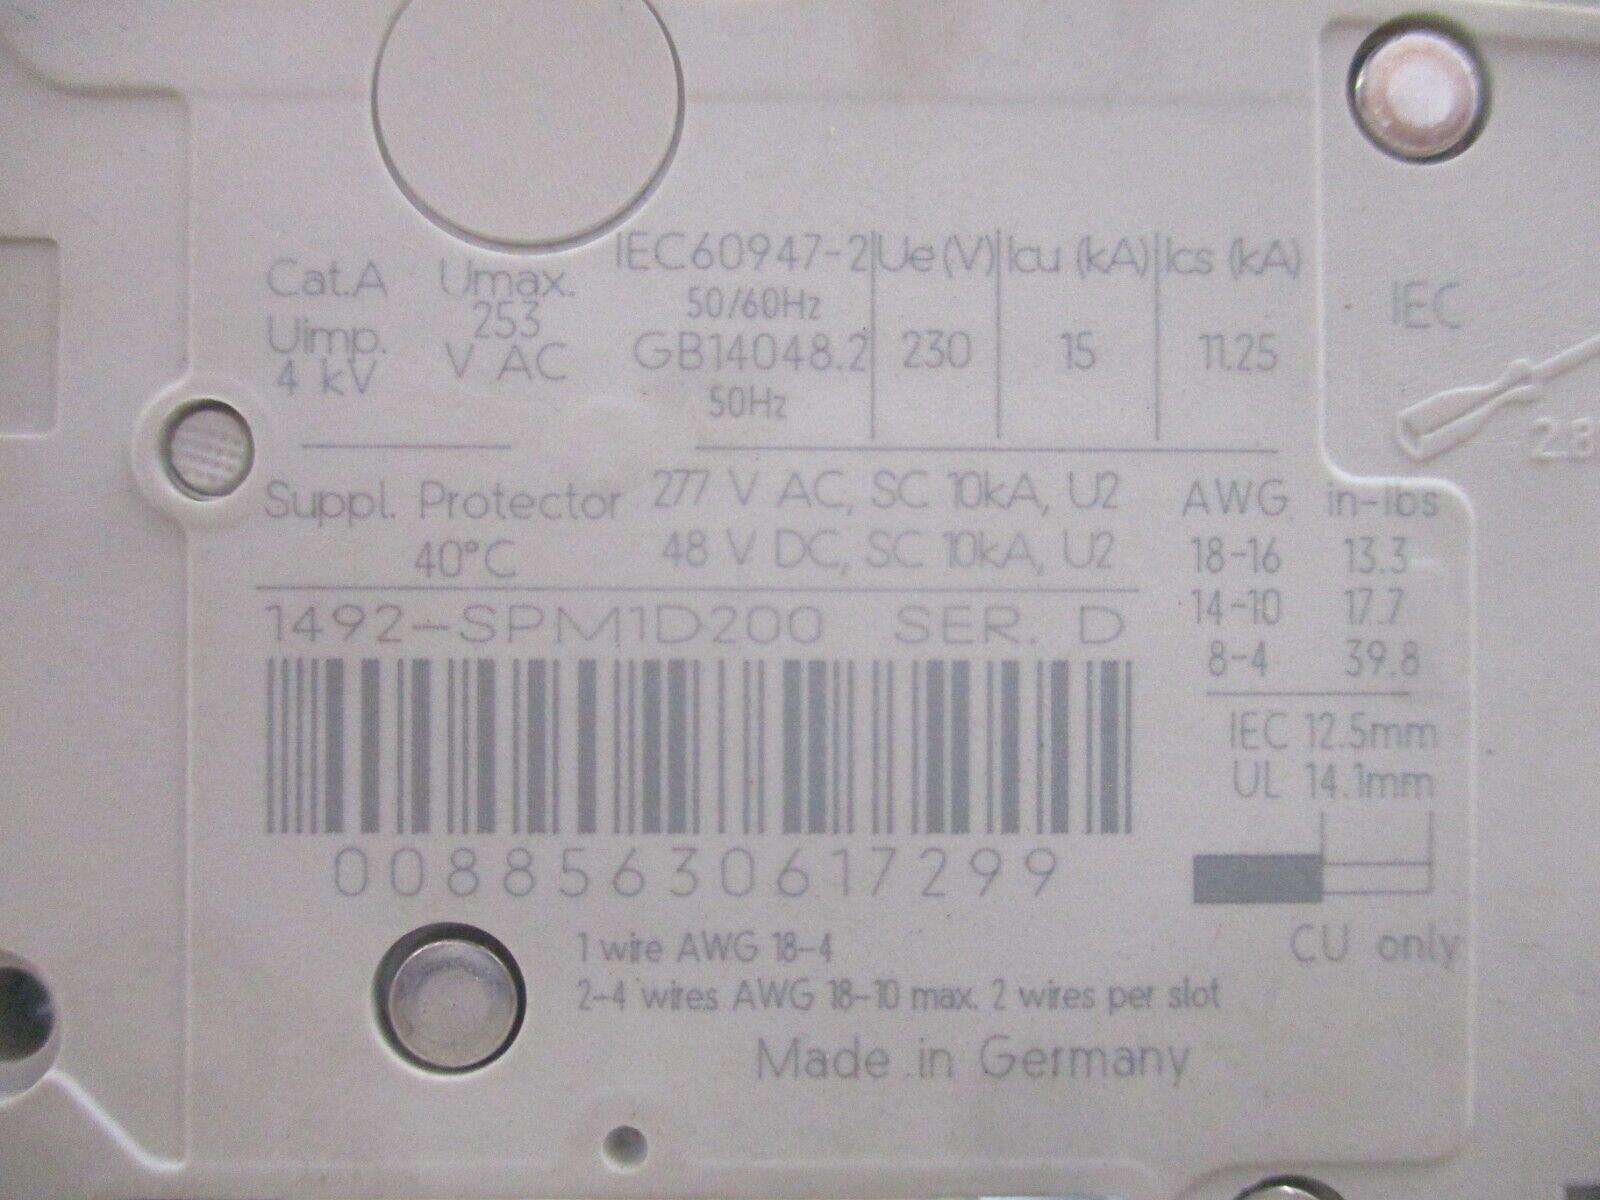 Cat.A
Uimp.
4 kV
Umax.
253
V AC
IEC60947-2 Ue (V) Icu (kA) Ics (kA)
50/60Hz
GB14048.2 230 15 11.25
50Hz
IEC
2.8
Suppl. Protector
40°C
277 V AC, SC 10kA, U2
48 V DC, SC 10kA, U2
AWG in-lbs
18-16 13.3
14-10 17.7
8-4 39.8
1492-SPM1D200 SER. D
IEC 12.5mm
UL 14.1mm
00885630617299
CU only
1 wire AWG 18-4
2-4 wires AWG 18-10 max. 2 wires per slot
Made in Germany